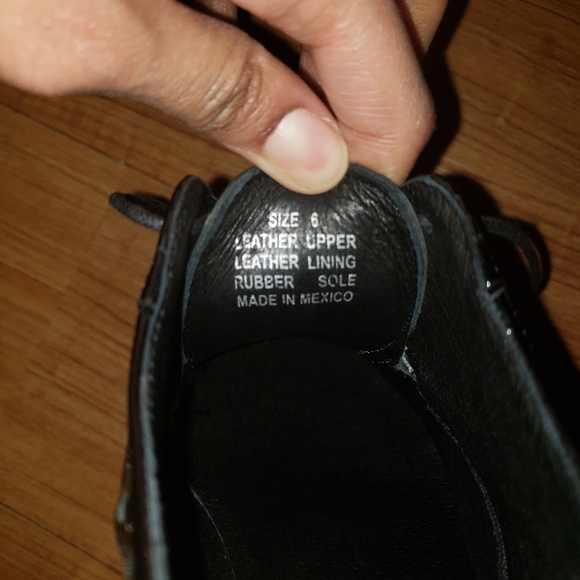 SIZE 6
LEATHER UPPER
LEATHER LINING
RUBBER SOLE
MADE IN MEXICO